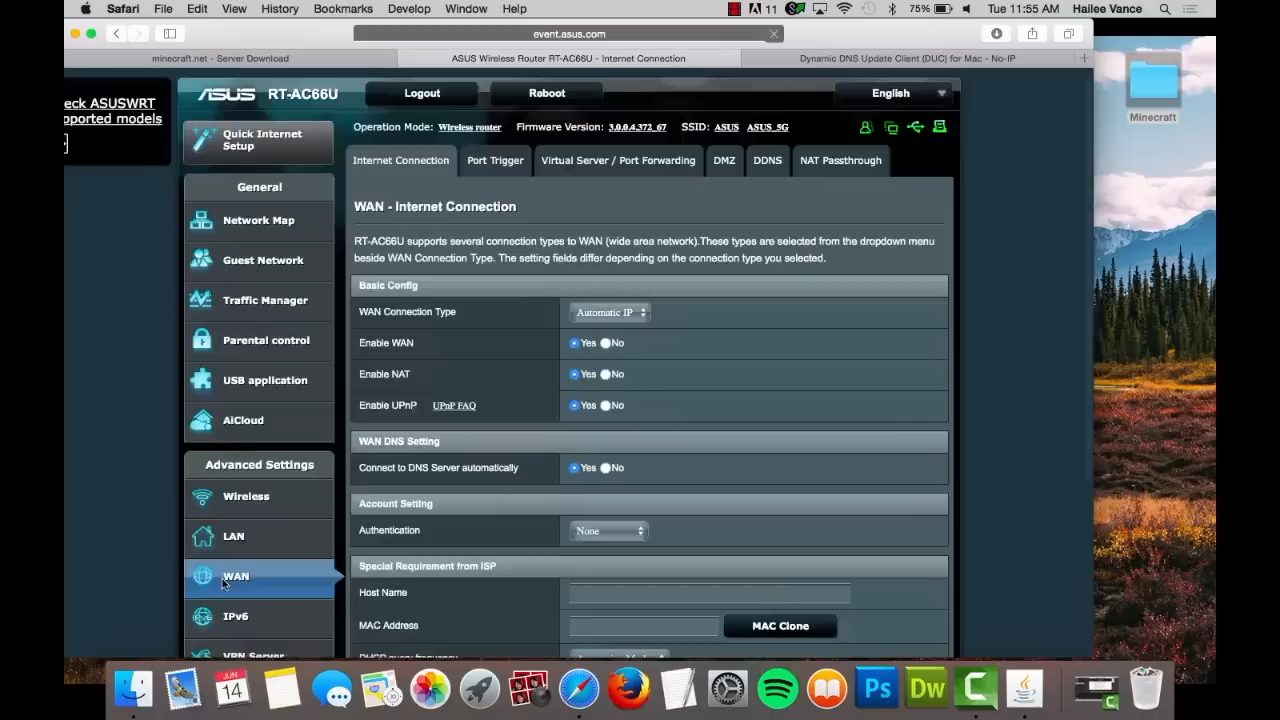 Safari File Edit View History Bookmarks Develop Window Help 11 75% Tue 11:55 AM Hailee Vance
event.asus.com
minecraft.net - Server Download ASUS Wireless Router RT-AC66U - Internet Connection Dynamic DNS Update Client (DUC) for Mac - No-IP
eck ASUSWRT
pported models
ASUS RT-AC66U Logout Reboot English
Operation Mode: Wireless router Firmware Version: 3.0.0.4.372_67 SSID: ASUS ASUS_5G
Quick Internet
Setup
Internet Connection Port Trigger Virtual Server / Port Forwarding DMZ DDNS NAT Passthrough
General
Network Map
Guest Network
Traffic Manager
Parental control
USB application
AiCloud
Advanced Settings
Wireless
LAN
WAN
IPv6
VPN Server
WAN - Internet Connection
RT-AC66U supports several connection types to WAN (wide area network).These types are selected from the dropdown menu
beside WAN Connection Type. The setting fields differ depending on the connection type you selected.
Basic Config
WAN Connection Type Automatic IP
Enable WAN Yes No
Enable NAT Yes No
Enable UPnP UPnP FAQ Yes No
WAN DNS Setting
Connect to DNS Server automatically Yes No
Account Setting
Authentication None
Special Requirement from ISP
Host Name
MAC Address MAC Clone
DHCP query frequency
Minecraft
JUN
14
Ps Dw